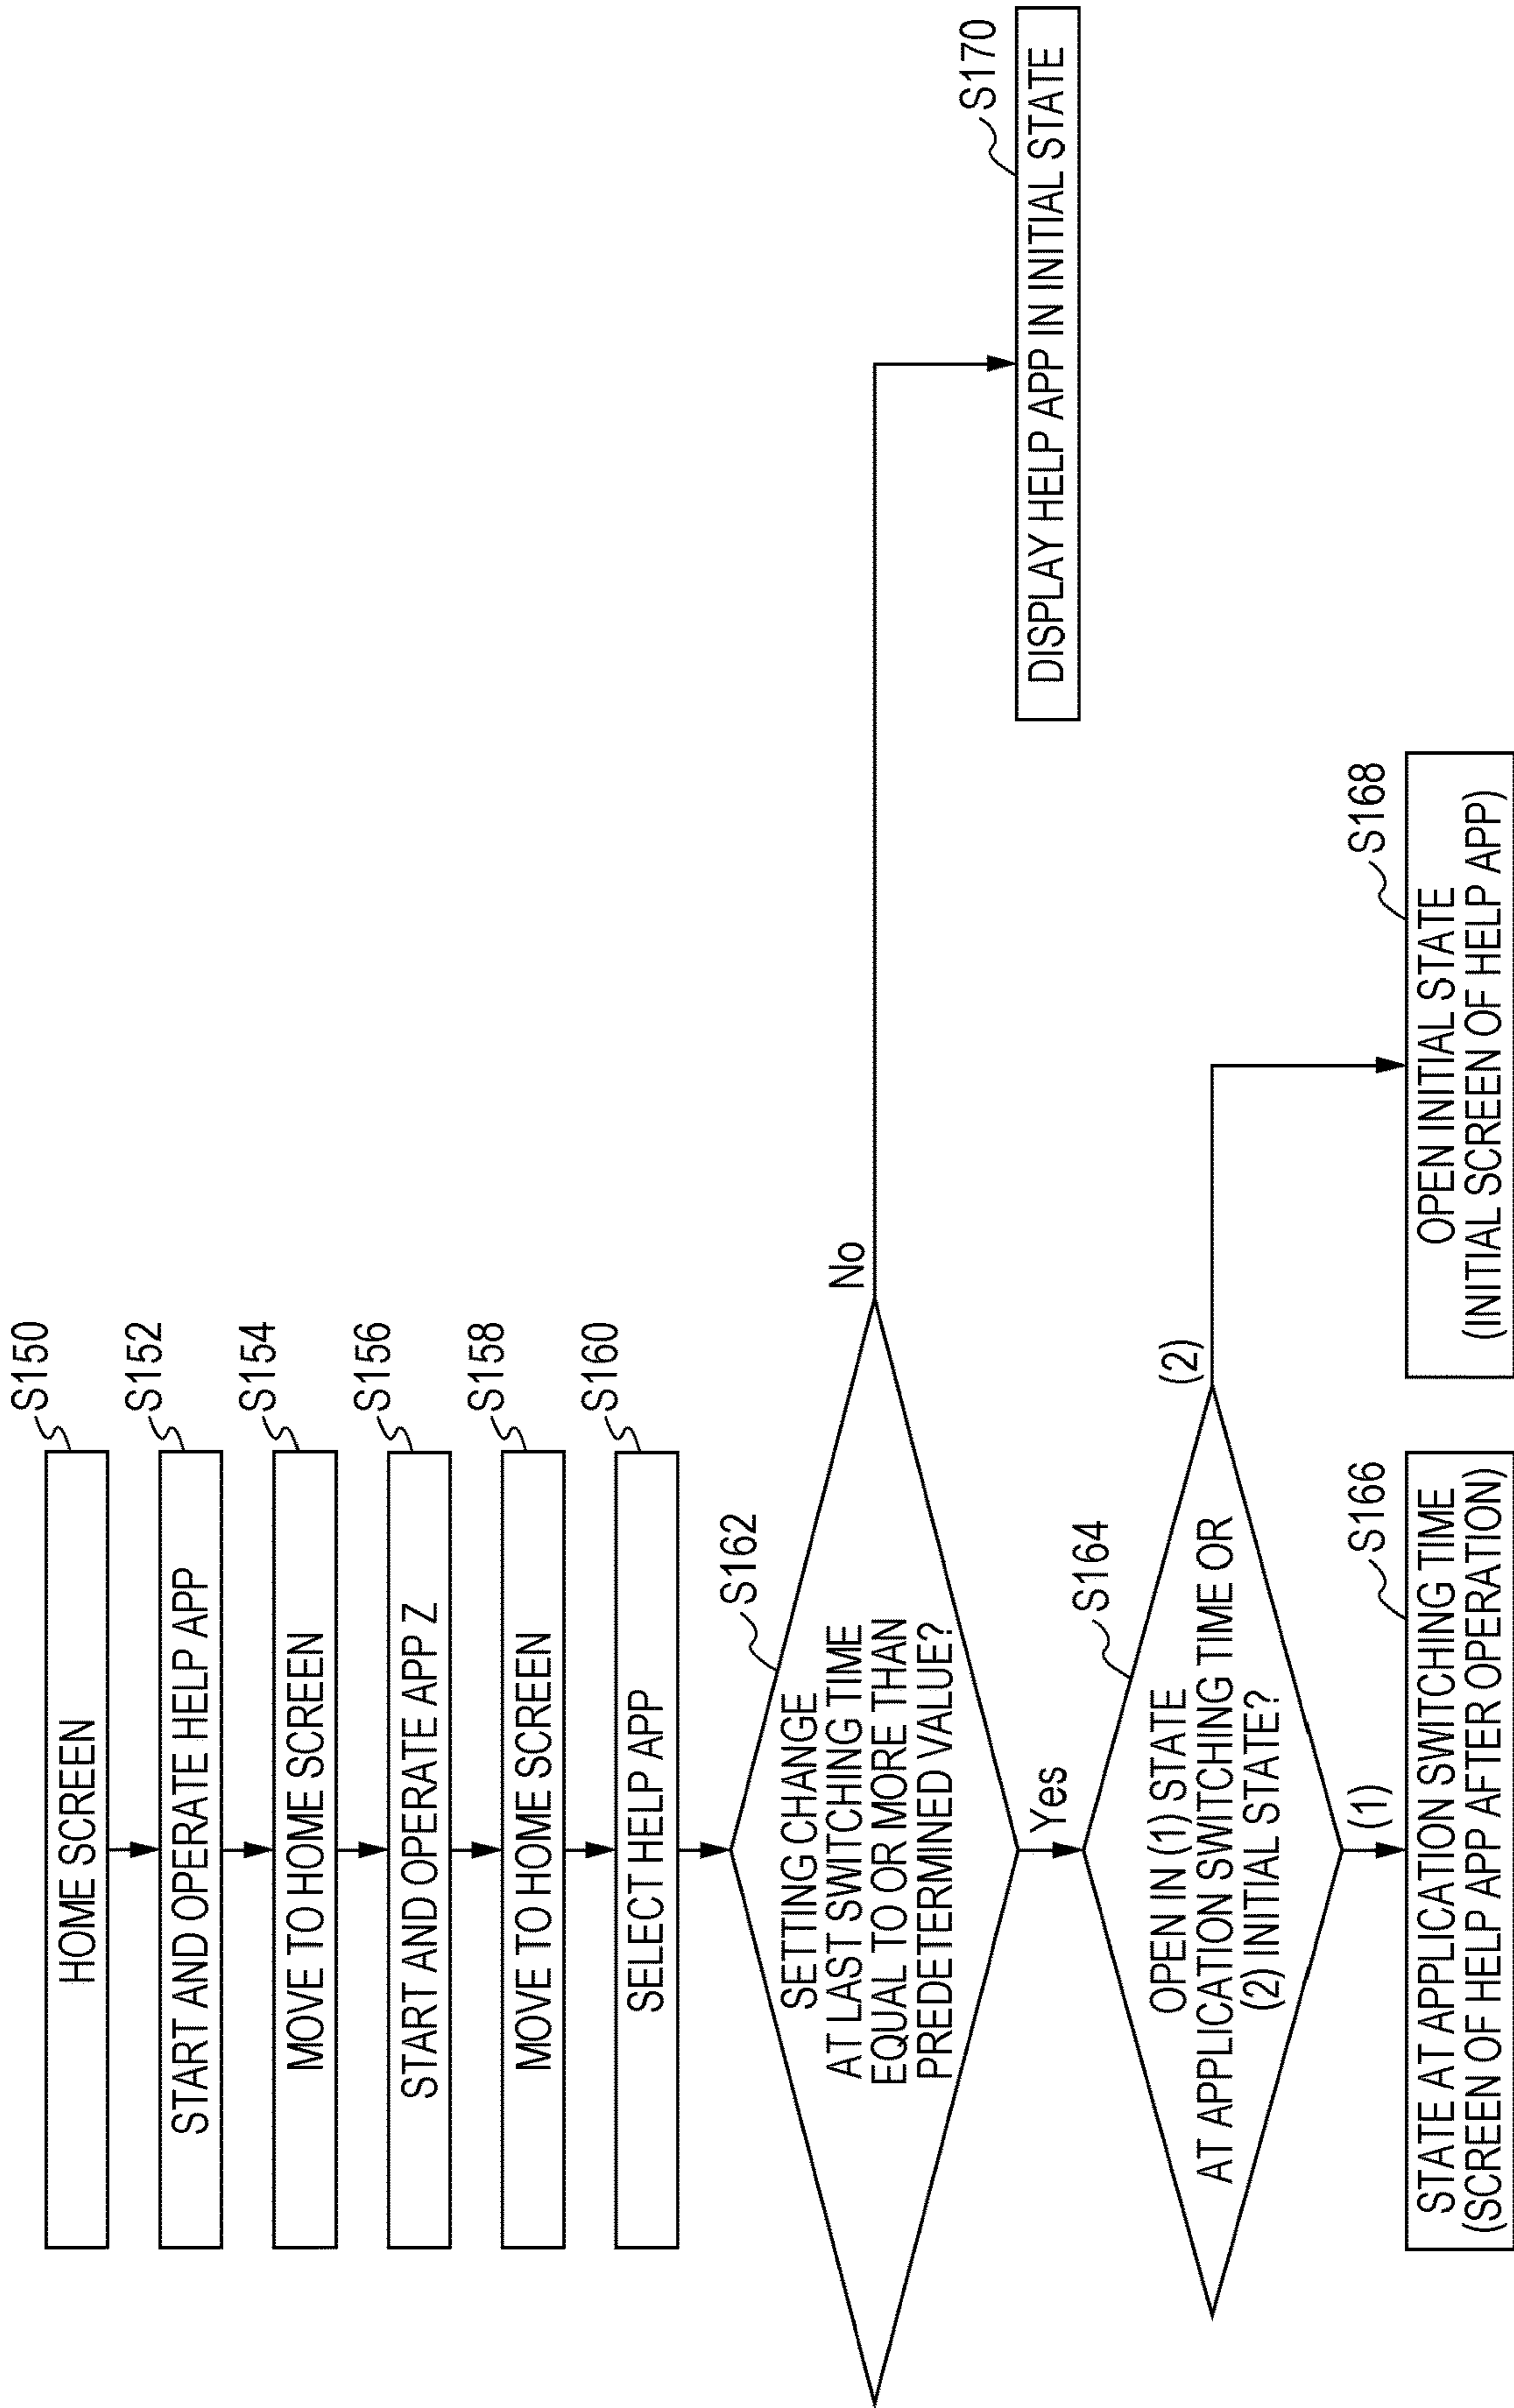 HOME SCREEN
S150
START AND OPERATE HELP APP
S152
MOVE TO HOME SCREEN
S154
START AND OPERATE APP Z
S156
MOVE TO HOME SCREEN
S158
SELECT HELP APP
S160
S162
SETTING CHANGE
AT LAST SWITCHING TIME
EQUAL TO OR MORE THAN
PREDETERMINED VALUE?
No
Yes
S170
DISPLAY HELP APP IN INITIAL STATE
S164
OPEN IN (1) STATE
AT APPLICATION SWITCHING TIME OR
(2) INITIAL STATE?
(2)
(1)
S166
STATE AT APPLICATION SWITCHING TIME
(SCREEN OF HELP APP AFTER OPERATION)
S168
OPEN INITIAL STATE
(INITIAL SCREEN OF HELP APP)